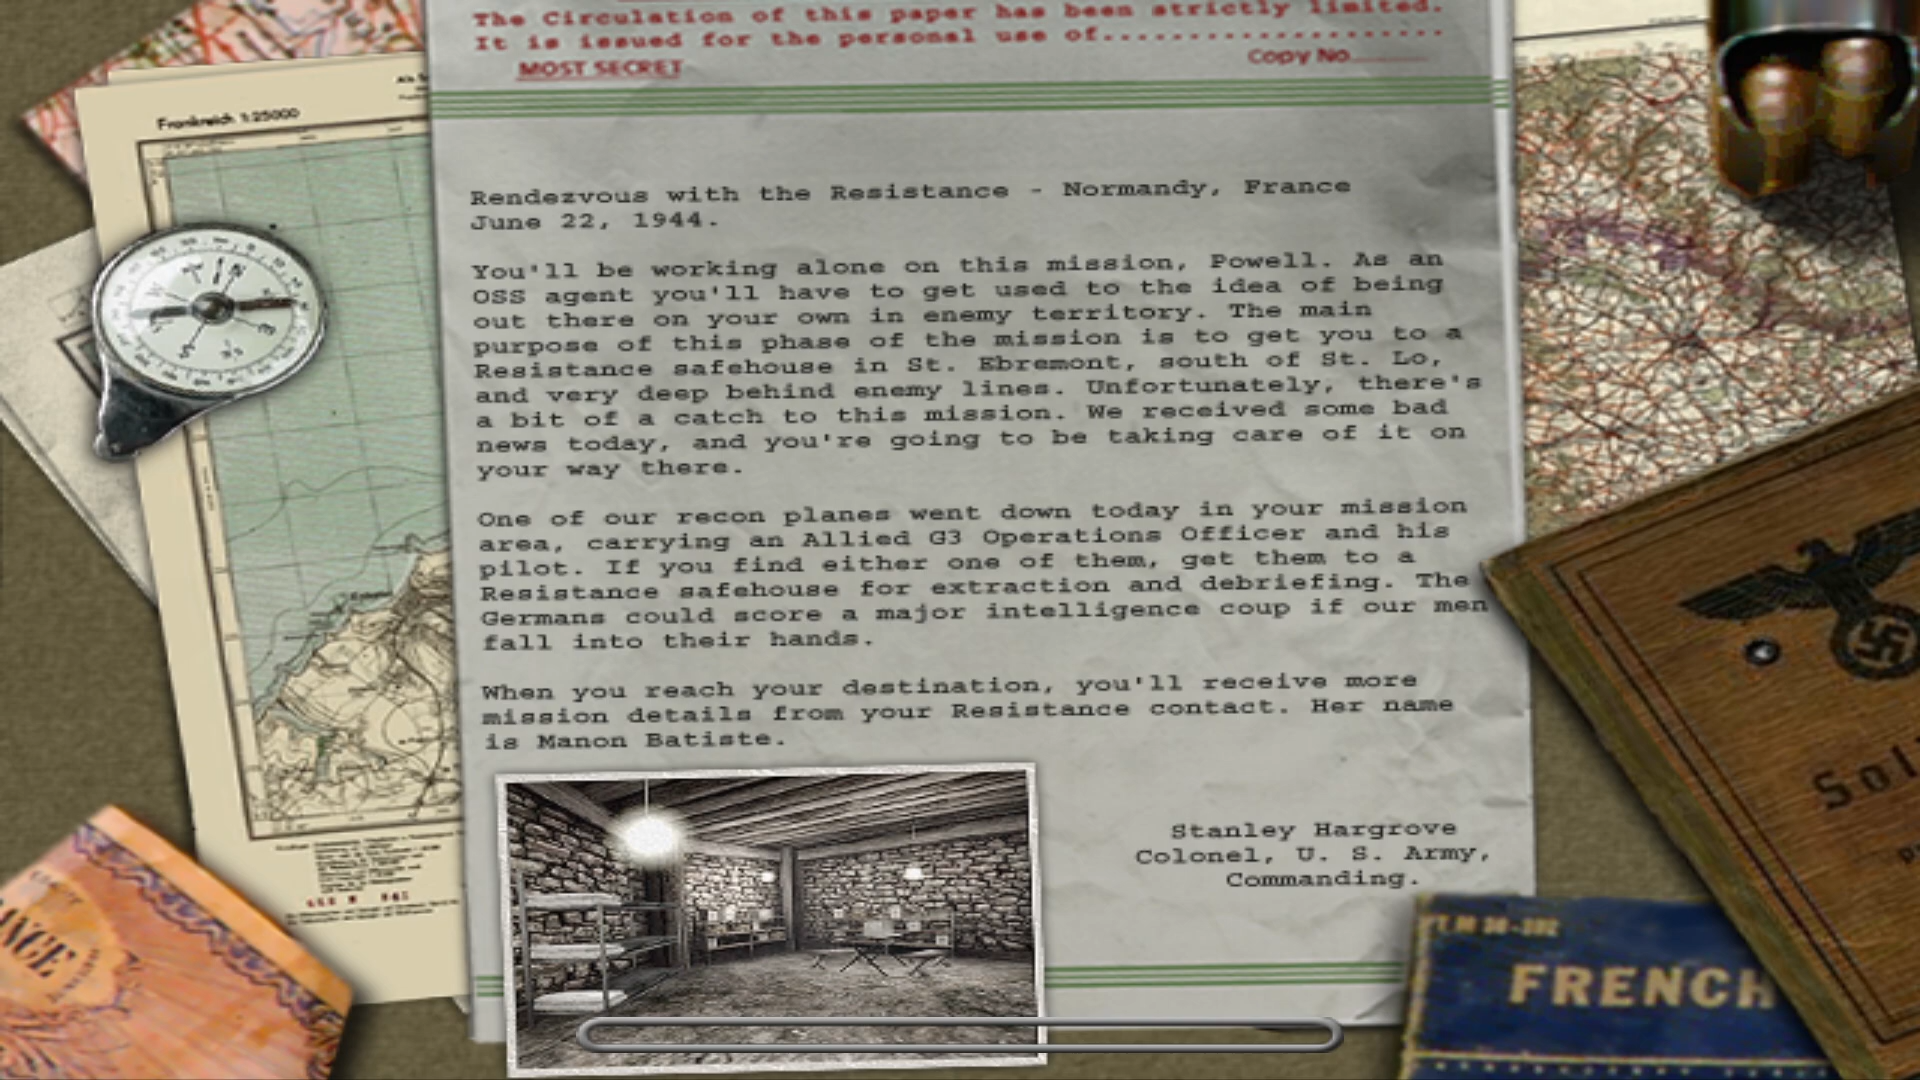 The Circulation of this paper has been strictly limited.
It is issued for the personal use of.....................
MOST SECRET
Copy No.
Frankreich 1:25000
Rendezvous with the Resistance - Normandy, France
June 22, 1944.
You'll be working alone on this mission, Powell. As an
OSS agent you'll have to get used to the idea of being
out there on your own in enemy territory. The main
purpose of this phase of the mission is to get you to a
Resistance safehouse in St. Ebremont, south of St. Lo,
and very deep behind enemy lines. Unfortunately, there's
a bit of a catch to this mission. We received some bad
news today, and you're going to be taking care of it on
your way there.
One of our recon planes went down today in your mission
area, carrying an Allied G3 Operations Officer and his
pilot. If you find either one of them, get them to a
Resistance safehouse for extraction and debriefing. The
Germans could score a major intelligence coup if our men
fall into their hands.
When you reach your destination, you'll receive more
mission details from your Resistance contact. Her name
is Manon Batiste.
Stanley Hargrove
Colonel, U. S. Army,
Commanding.
FRENCH